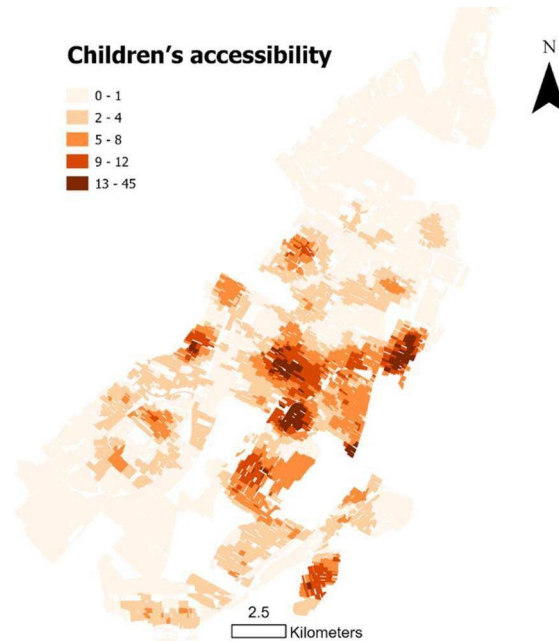 Children's accessibility
N
0 - 1
2 - 4
5 - 8
9 - 12
13 - 45
2.5
Kilometers